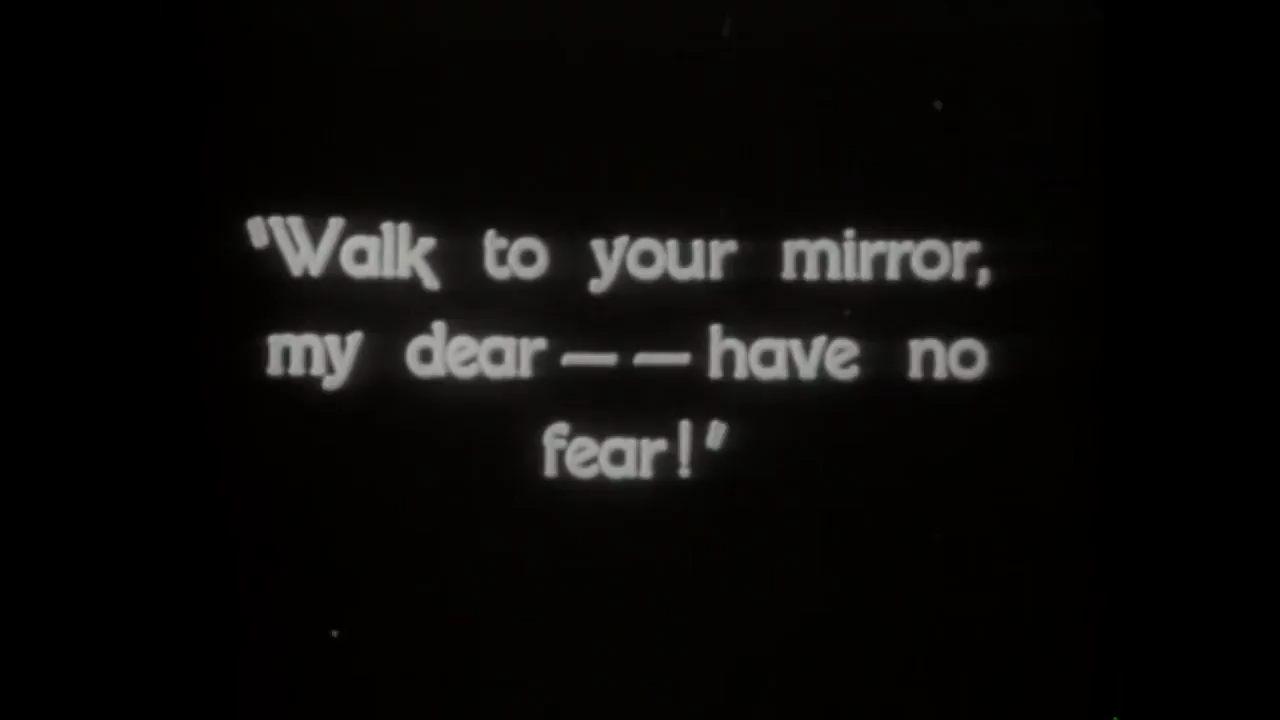 "Walk to your mirror,
my dear — — have no
fear!"